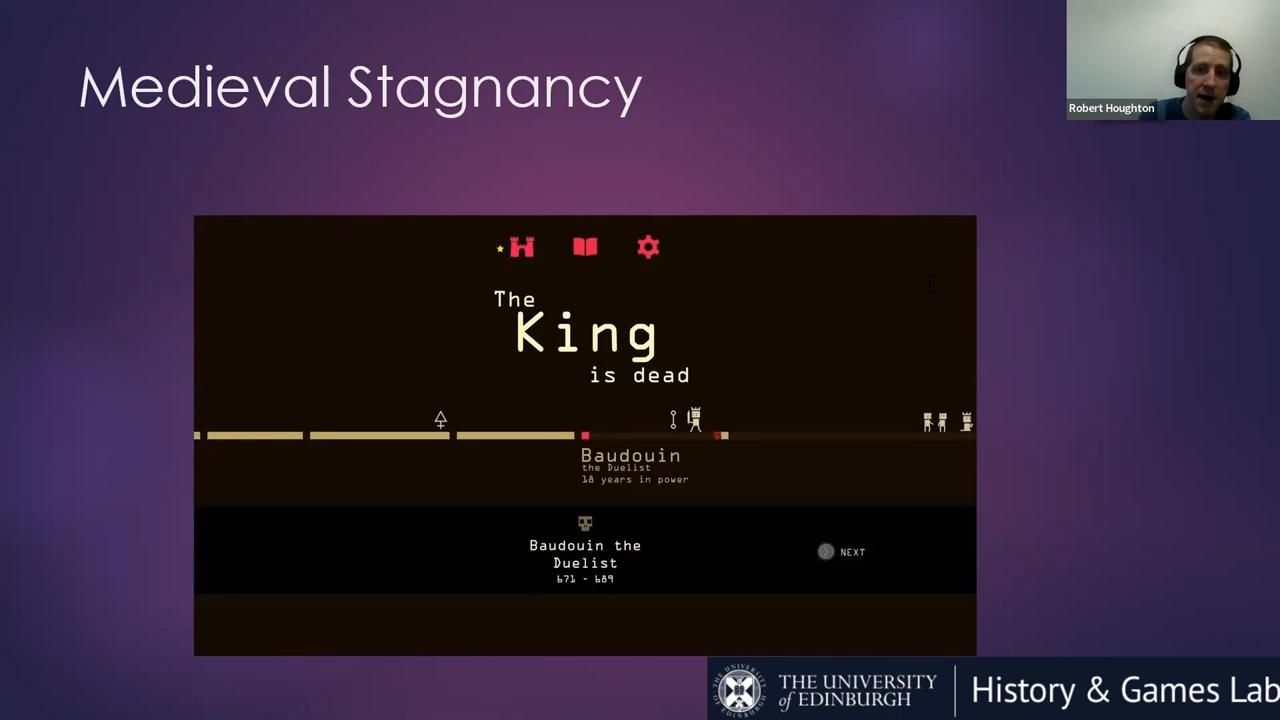 Medieval Stagnancy
Robert Houghton
The
King
is dead
Baudouin
the Duelist
18 years in power
Baudouin the
Duelist
671 - 689
NEXT
THE UNIVERSITY
of EDINBURGH
History & Games Lab